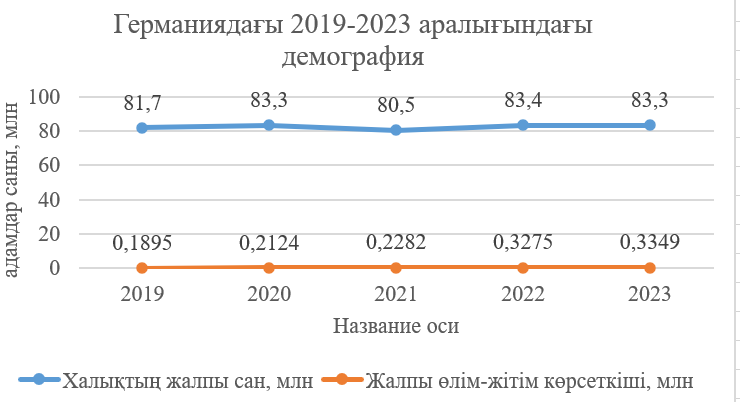 Германиядағы 2019-2023 аралығындағы
демография
адамдар саны, млн
100
80
60
40
20
0
81,7 83,3 80,5 83,4 83,3
0,1895 0,2124 0,2282 0,3275 0,3349
2019 2020 2021 2022 2023
Название оси
Халықтың жалпы сан, млн Жалпы өлім-жітім көрсеткіші, млн